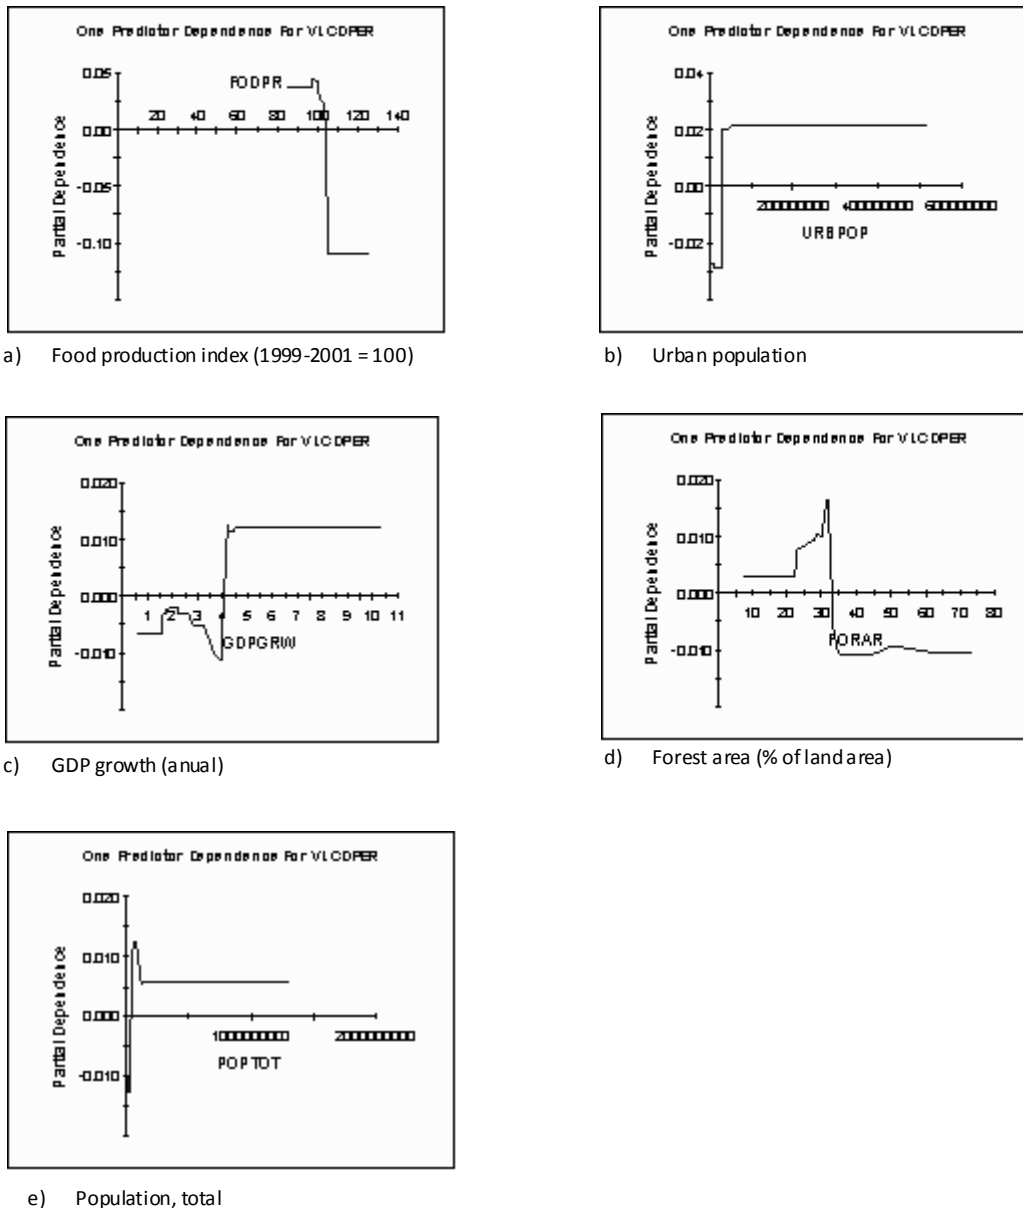 One Predictor Dependence For VLCDPER
0.05
FODPR
20 40 60 80 100 120 140
0.00
-0.05
-0.10
Partial Dependence
a) Food production index (1999-2001 = 100)
One Predictor Dependence For VLCDPER
0.04
0.02
0.00
200000000 400000000 600000000
URBPOP
-0.02
Partial Dependence
b) Urban population
One Predictor Dependence For VLCDPER
0.020
0.010
0.000
1 2 3 4 5 6 7 8 9 10 11
GDPGRW
-0.010
Partial Dependence
c) GDP growth (anual)
One Predictor Dependence For VLCDPER
0.020
0.010
0.000
10 20 30 40 50 60 70 80
FORAR
-0.010
Partial Dependence
d) Forest area (% of land area)
One Predictor Dependence For VLCDPER
0.020
0.010
0.000
1000000000 2000000000
POPTOT
-0.010
Partial Dependence
e) Population, total